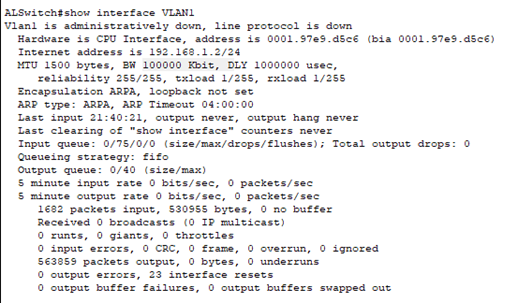 ALSwitch#show interface VLAN1
Vlan1 is administratively down, line protocol is down
Hardware is CPU Interface, address is 0001.97e9.d5c6 (bia 0001.97e9.d5c6)
Internet address is 192.168.1.2/24
MTU 1500 bytes, BW 100000 Kbit, DLY 1000000 usec,
reliability 255/255, txload 1/255, rxload 1/255
Encapsulation ARPA, loopback not set
ARP type: ARPA, ARP Timeout 04:00:00
Last input 21:40:21, output never, output hang never
Last clearing of "show interface" counters never
Input queue: 0/75/0/0 (size/max/drops/flushes); Total output drops: 0
Queueing strategy: fifo
Output queue: 0/40 (size/max)
5 minute input rate 0 bits/sec, 0 packets/sec
5 minute output rate 0 bits/sec, 0 packets/sec
1682 packets input, 530955 bytes, 0 no buffer
Received 0 broadcasts (0 IP multicast)
0 runts, 0 giants, 0 throttles
0 input errors, 0 CRC, 0 frame, 0 overrun, 0 ignored
563859 packets output, 0 bytes, 0 underruns
0 output errors, 23 interface resets
0 output buffer failures, 0 output buffers swapped out